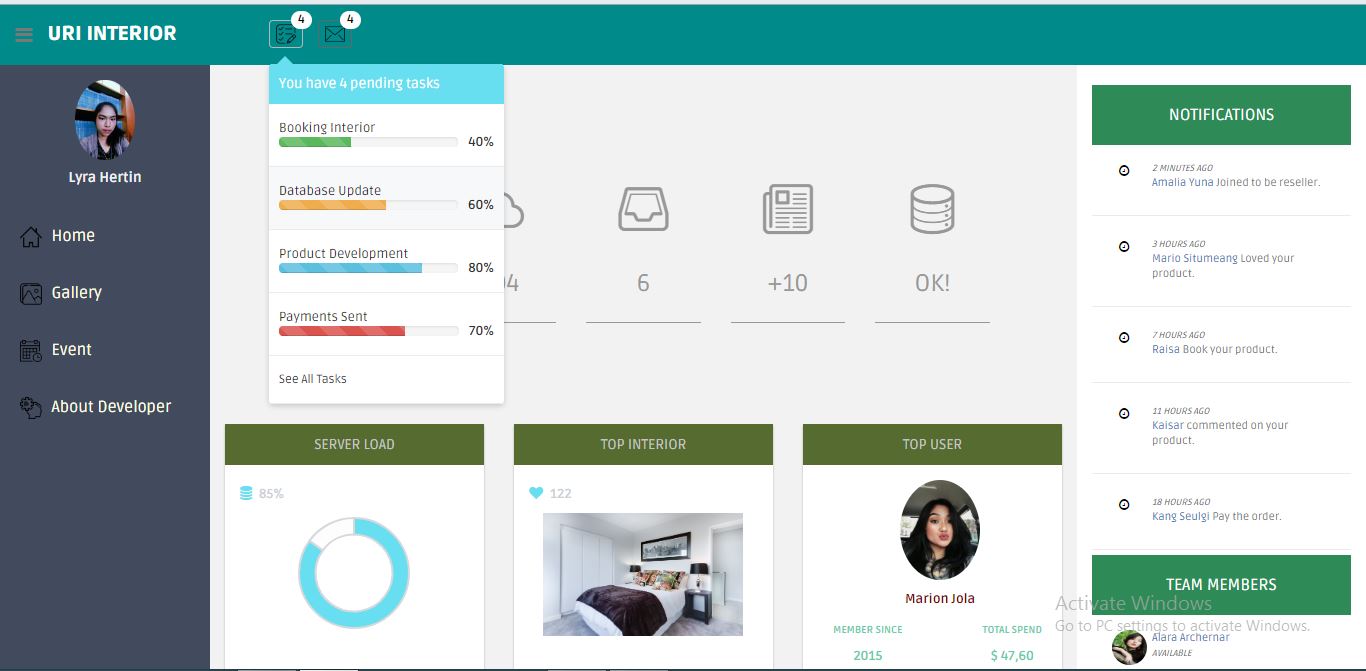 URI INTERIOR
4
4
Lyra Hertin
Home
Gallery
Event
About Developer
You have 4 pending tasks
Booking Interior
40%
Database Update
60%
Product Development
80%
Payments Sent
70%
See All Tasks
6
+10
OK!
SERVER LOAD
85%
TOP INTERIOR
122
TOP USER
Marion Jola
MEMBER SINCE
TOTAL SPEND
2015
$ 47,60
NOTIFICATIONS
2 MINUTES AGO
Amalia Yuna Joined to be reseller.
3 HOURS AGO
Mario Situmeang Loved your
product.
7 HOURS AGO
Raisa Book your product.
11 HOURS AGO
Kaisar commented on your
product.
18 HOURS AGO
Kang Seulgi Pay the order.
TEAM MEMBERS
Alara Archernar
AVAILABLE
Activate Windows
Go to PC settings to activate Windows.